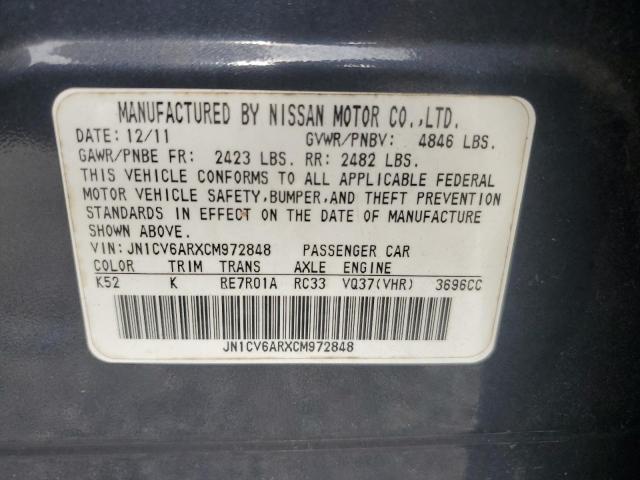 MANUFACTURED BY NISSAN MOTOR CO.,LTD.
DATE: 12/11 GVWR/PNBV: 4846 LBS.
GAWR/PNBE FR: 2423 LBS. RR: 2482 LBS.
THIS VEHICLE CONFORMS TO ALL APPLICABLE FEDERAL
MOTOR VEHICLE SAFETY,BUMPER,AND THEFT PREVENTION
STANDARDS IN EFFECT ON THE DATE OF MANUFACTURE
SHOWN ABOVE.
VIN: JN1CV6ARXCM972848 PASSENGER CAR
COLOR TRIM TRANS AXLE ENGINE
K52 K RE7R01A RC33 VQ37(VHR) 3696CC
JN1CV6ARXCM972848